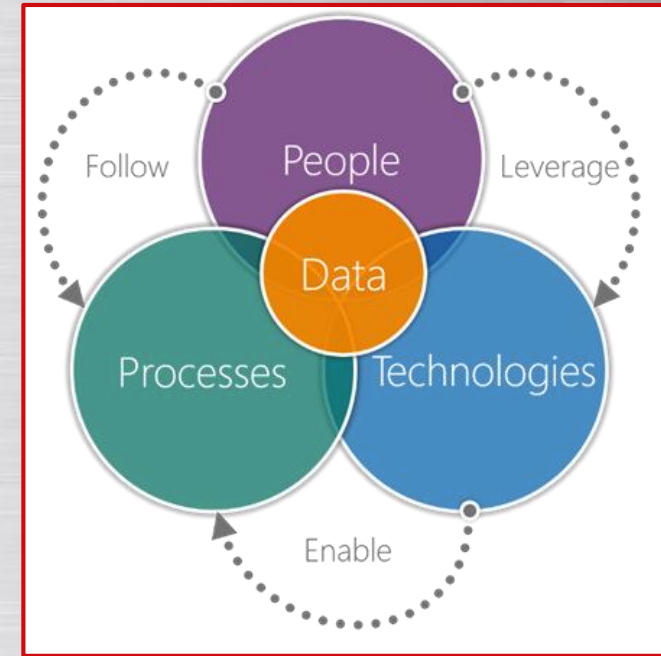 People
Follow
Leverage
Data
Processes
Technologies
Enable